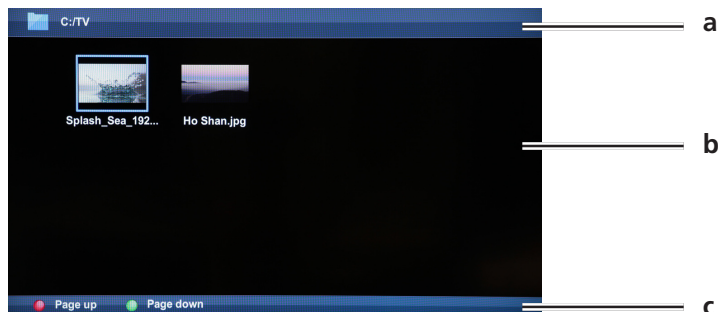 C:/TV
a
Splash_Sea_192... Ho Shan.jpg
b
Page up Page down
c